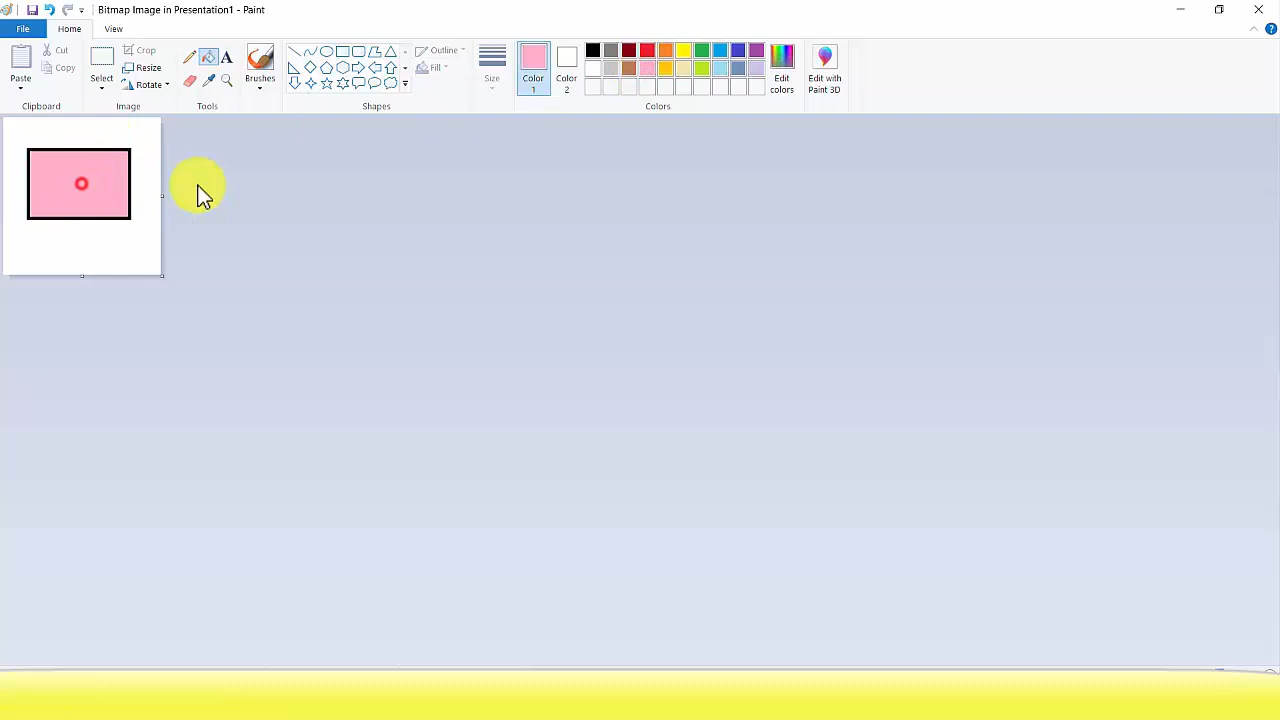 Bitmap Image in Presentation1 - Paint
File Home View
Paste
Cut
Copy
Clipboard
Select
Crop
Resize
Rotate
Image
Tools
Brushes
Shapes
Outline
Fill
Size
Color 1
Color 2
Edit colors
Colors
Edit with Paint 3D